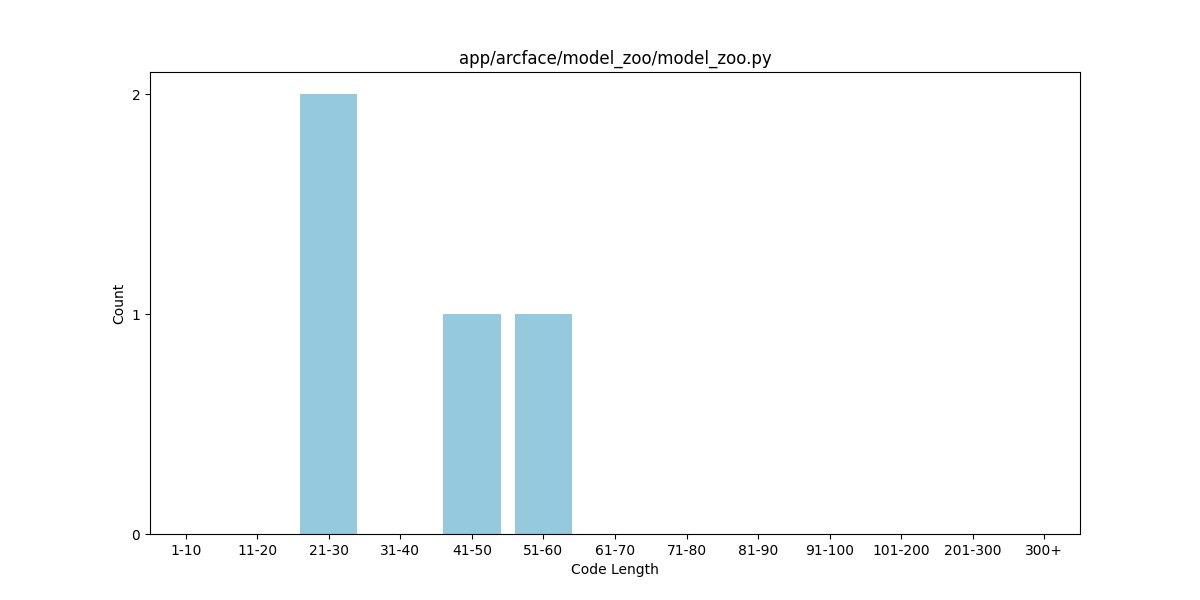 app/arcface/model_zoo/model_zoo.py
2
1
0
Count
1-10 11-20 21-30 31-40 41-50 51-60 61-70 71-80 81-90 91-100 101-200 201-300 300+
Code Length